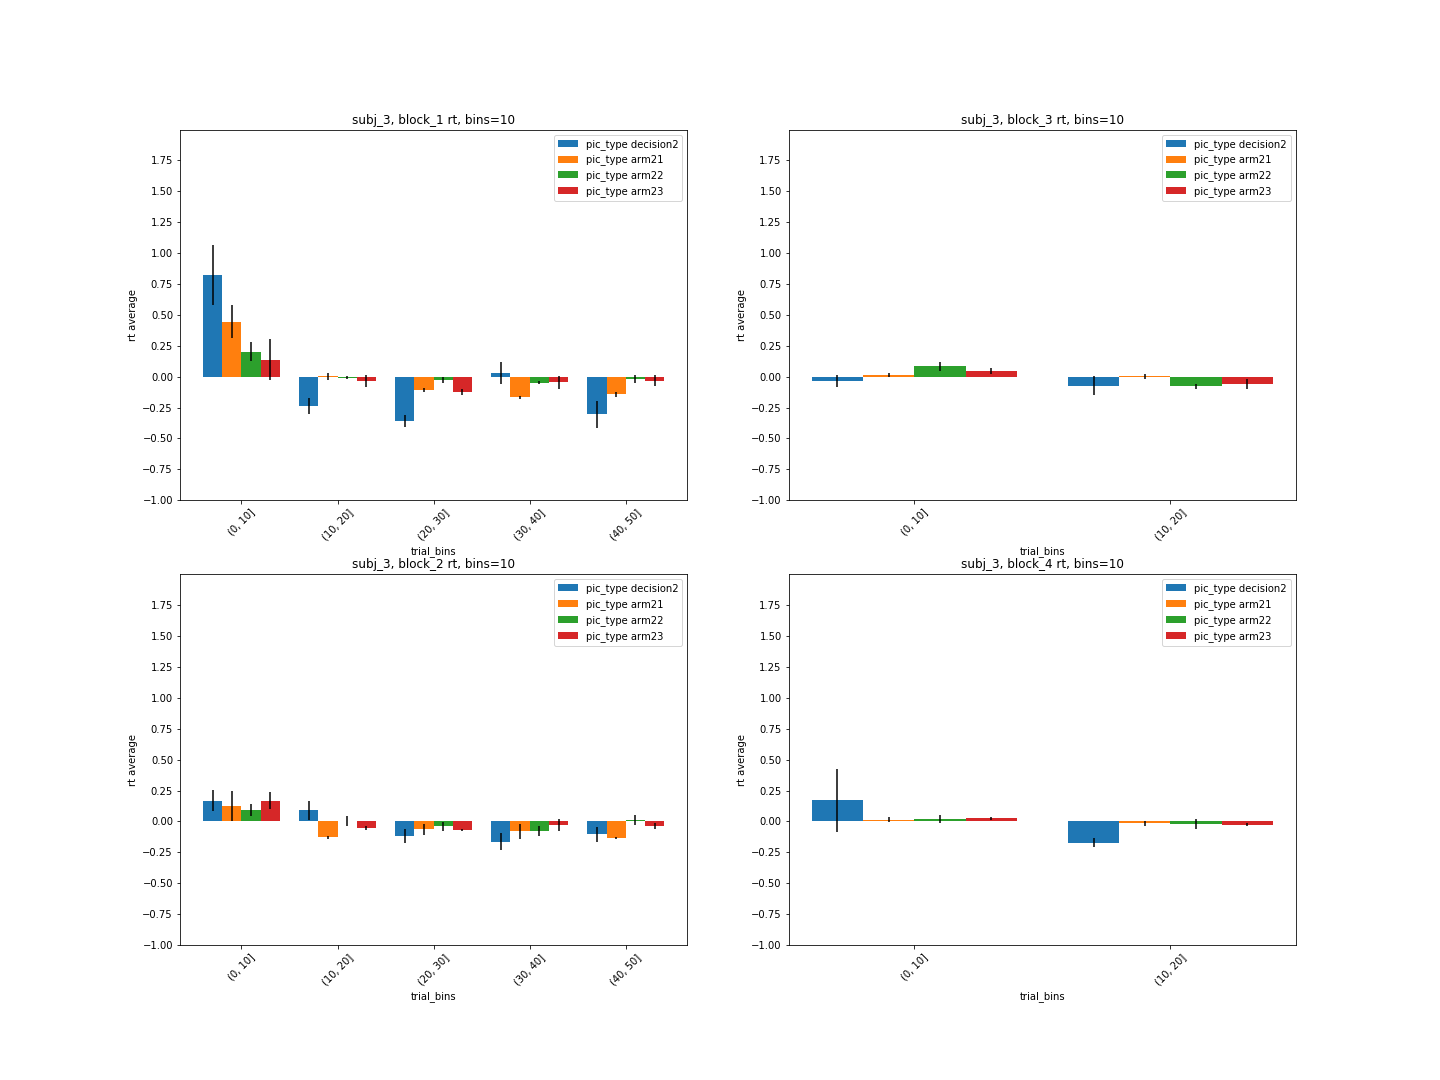 subj_3, block_1 rt, bins=10
pic_type decision2
pic_type arm21
pic_type arm22
pic_type arm23
1.75
1.50
1.25
1.00
0.75
0.50
0.25
0.00
−0.25
−0.50
−0.75
−1.00
rt average
(0, 10]
(10, 20]
(20, 30]
(30, 40]
(40, 50]
trial_bins
subj_3, block_3 rt, bins=10
pic_type decision2
pic_type arm21
pic_type arm22
pic_type arm23
1.75
1.50
1.25
1.00
0.75
0.50
0.25
0.00
−0.25
−0.50
−0.75
−1.00
rt average
(0, 10]
(10, 20]
trial_bins
subj_3, block_2 rt, bins=10
pic_type decision2
pic_type arm21
pic_type arm22
pic_type arm23
1.75
1.50
1.25
1.00
0.75
0.50
0.25
0.00
−0.25
−0.50
−0.75
−1.00
rt average
(0, 10]
(10, 20]
(20, 30]
(30, 40]
(40, 50]
trial_bins
subj_3, block_4 rt, bins=10
pic_type decision2
pic_type arm21
pic_type arm22
pic_type arm23
1.75
1.50
1.25
1.00
0.75
0.50
0.25
0.00
−0.25
−0.50
−0.75
−1.00
rt average
(0, 10]
(10, 20]
trial_bins